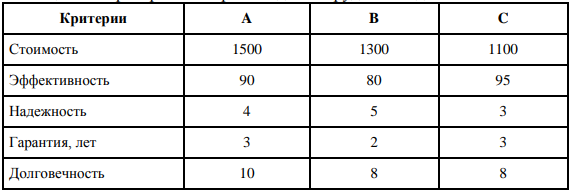 Критерии A B C
Стоимость 1500 1300 1100
Эффективность 90 80 95
Надежность 4 5 3
Гарантия, лет 3 2 3
Долговечность 10 8 8